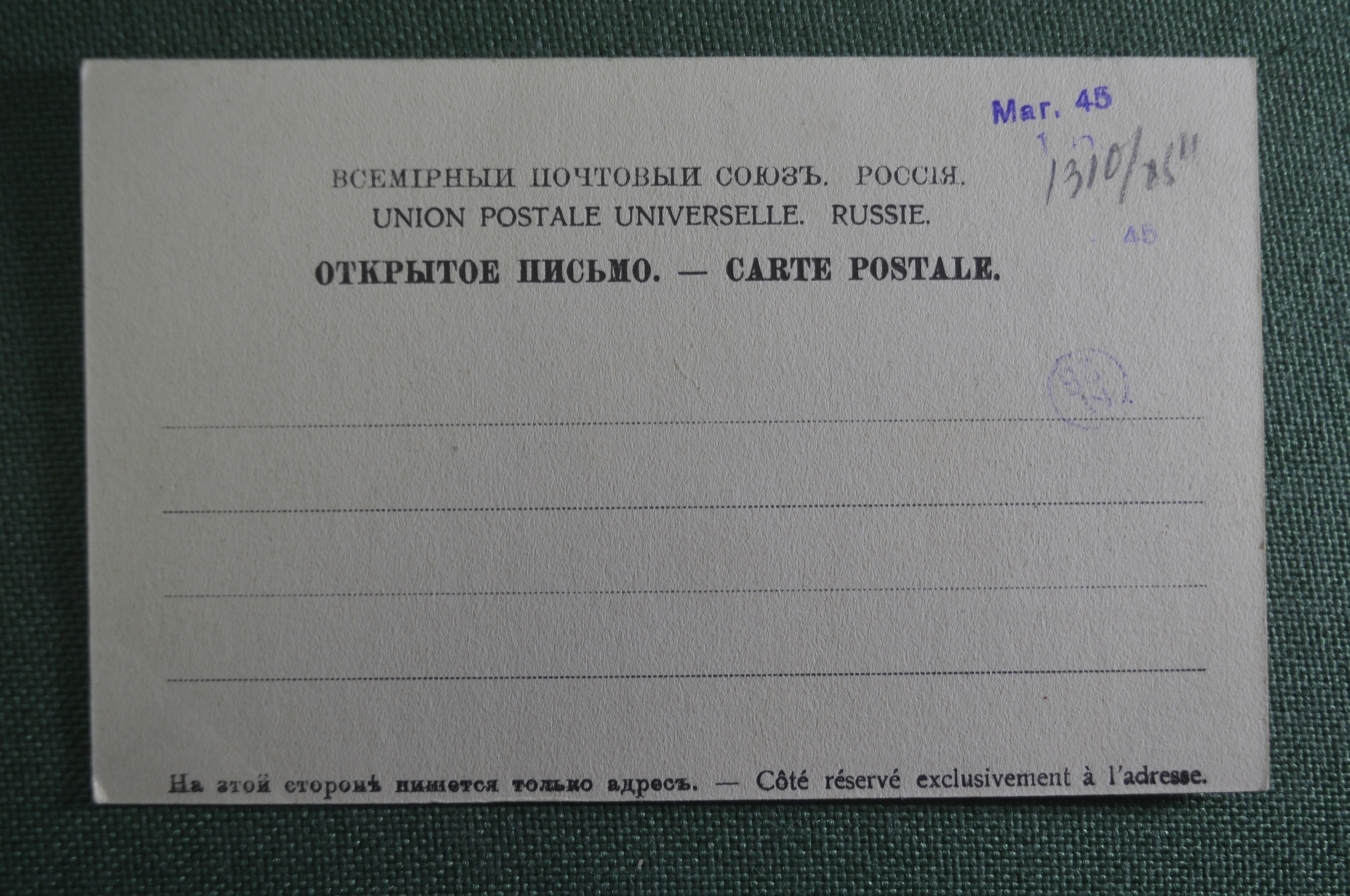 Маг. 45
1310/85"
ВСЕМІРНЫЙ ПОЧТОВЫЙ СОЮЗЪ. РОССІЯ.
UNION POSTALE UNIVERSELLE. RUSSIE.
45
ОТКРЫТОЕ ПИСЬМО. — CARTE POSTALE.
На этой сторонѣ пишется только адресъ. — Côté réservé exclusivement à l'adresse.